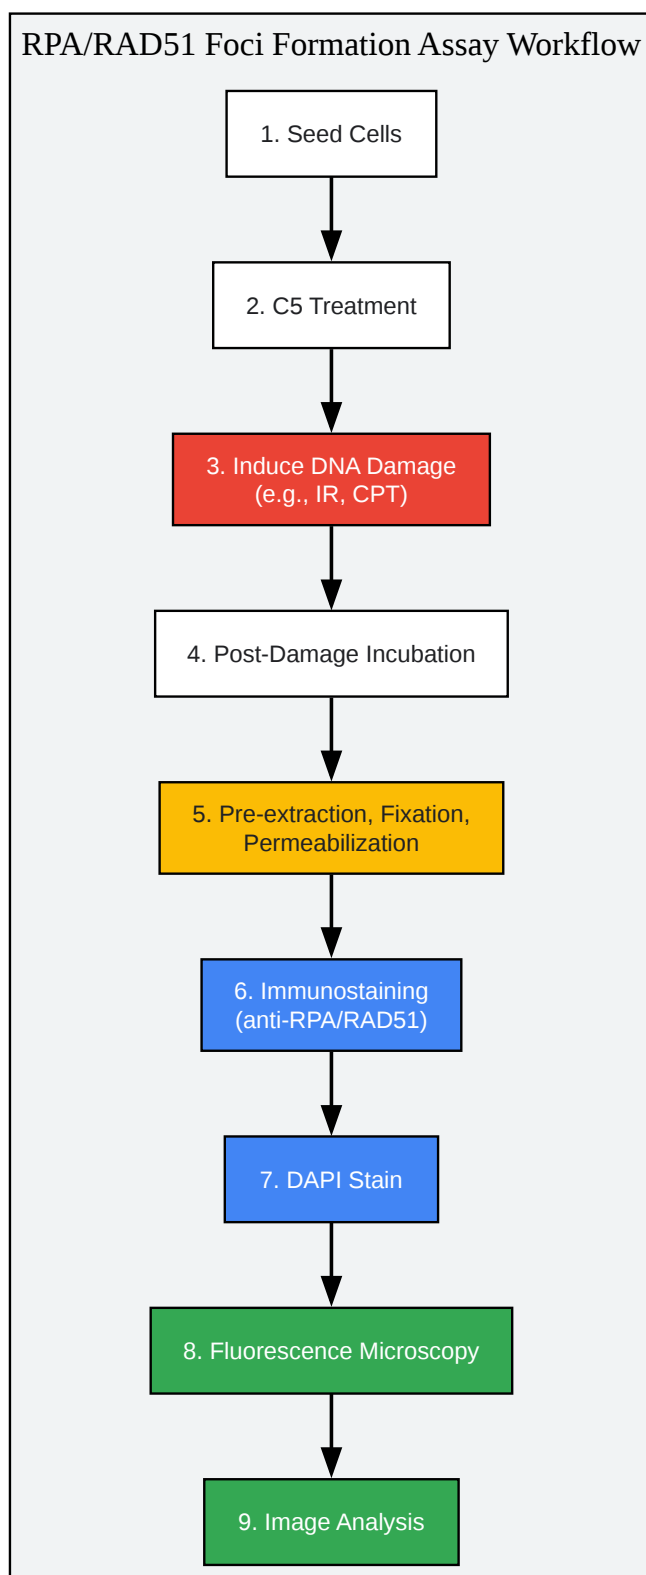 RPA/RAD51 Foci Formation Assay Workflow
1. Seed Cells
2. C5 Treatment
3. Induce DNA Damage
(e.g., IR, CPT)
4. Post-Damage Incubation
5. Pre-extraction, Fixation,
Permeabilization
6. Immunostaining
(anti-RPA/RAD51)
7. DAPI Stain
8. Fluorescence Microscopy
9. Image Analysis